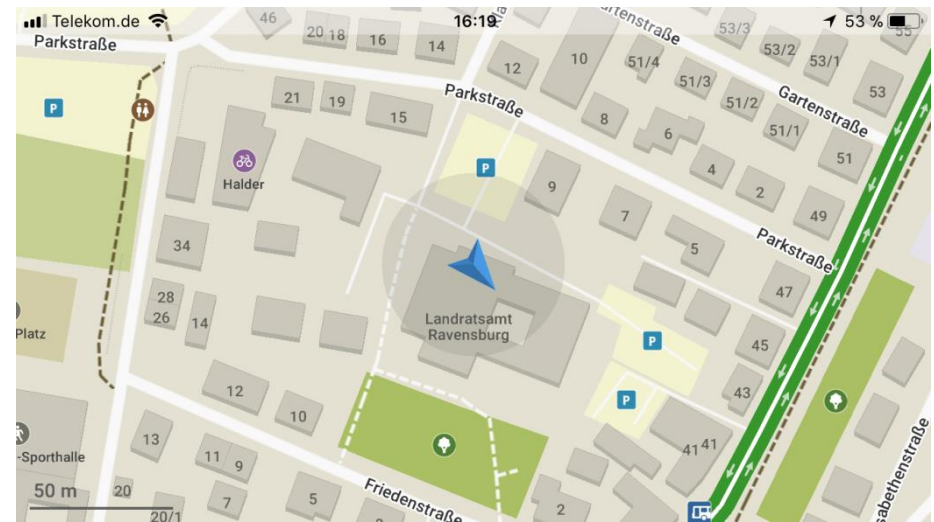 Telekom.de
16:19
53 %
46
20
18
16
14
Parkstraße
12
10
51/4
Gartenstraße
53/3
53/2
53/1
55
51/3
51/2
Gartenstraße
53
21
19
15
Parkstraße
P
8
6
51/1
51
P
Halder
9
4
2
49
34
7
5
Parkstraße
47
28
26
14
Landratsamt
Ravensburg
P
45
Platz
12
10
P
43
13
11
9
41
41
-Sporthalle
50 m
20
20/1
7
5
Friedenstraße
2
abethenstraße